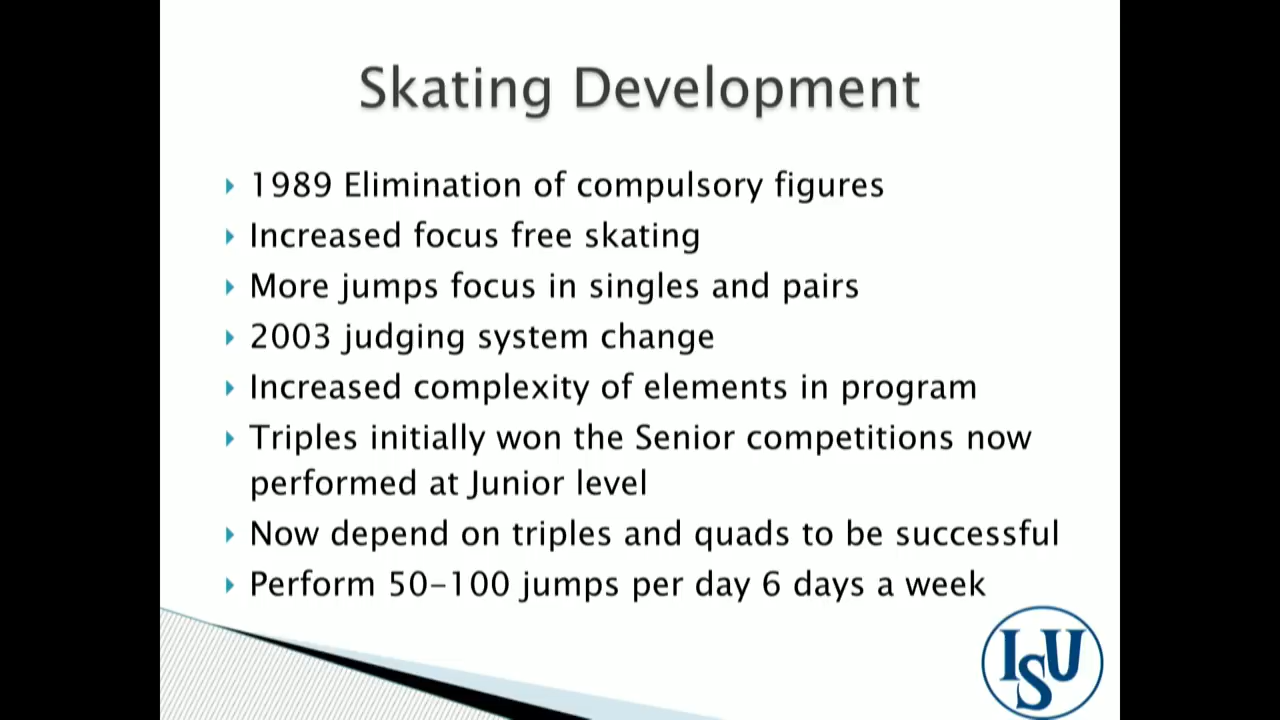 Skating Development
1989 Elimination of compulsory figures
Increased focus free skating
More jumps focus in singles and pairs
2003 judging system change
Increased complexity of elements in program
Triples initially won the Senior competitions now
performed at Junior level
Now depend on triples and quads to be successful
Perform 50-100 jumps per day 6 days a week
ISU